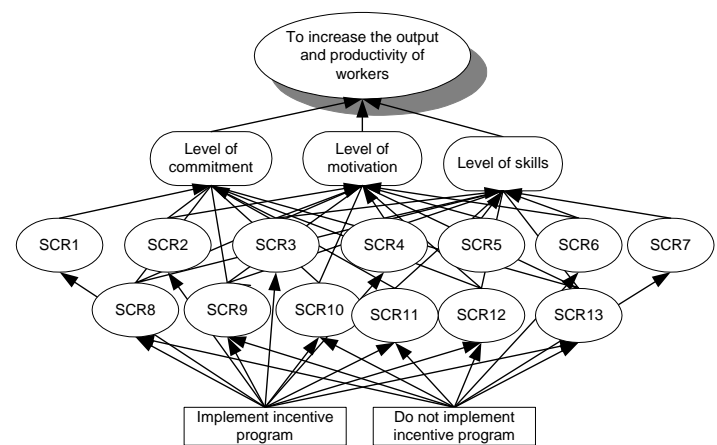 To increase the output
and productivity of
workers
Level of
commitment
Level of
motivation
Level of skills
SCR1
SCR2
SCR3
SCR4
SCR5
SCR6
SCR7
SCR8
SCR9
SCR10
SCR11
SCR12
SCR13
Implement incentive
program
Do not implement
incentive program